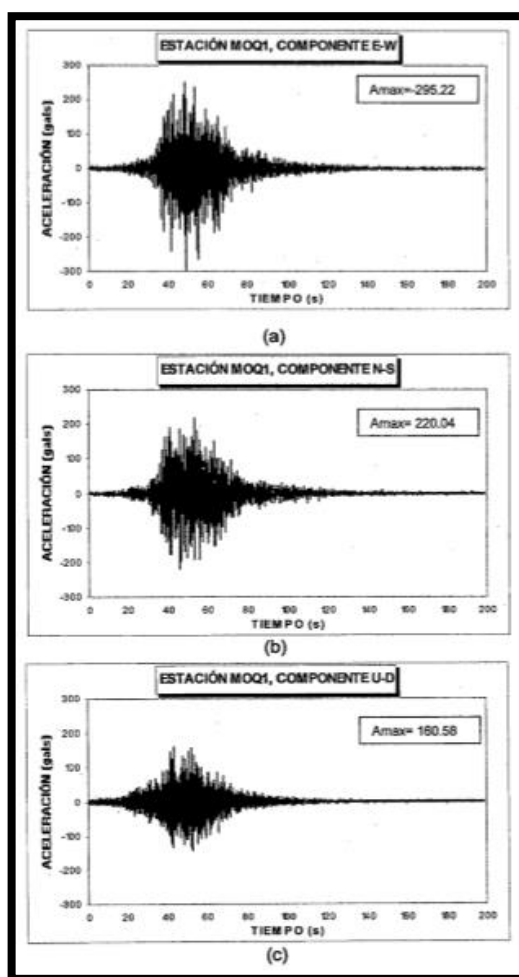 ESTACIÓN MOQ1, COMPONENTE E-W
Amax=-295.22
ACELERACIÓN (gals)
300
200
100
0
-100
-200
-300
0 20 40 60 80 100 120 140 160 180 200
TIEMPO (s)
(a)
ESTACIÓN MOQ1, COMPONENTE N-S
Amax= 220.04
ACELERACIÓN (gals)
300
200
100
0
-100
-200
-300
0 20 40 60 80 100 120 140 160 180 200
TIEMPO (s)
(b)
ESTACIÓN MOQ1, COMPONENTE U-D
Amax= 160.58
ACELERACIÓN (gals)
300
200
100
0
-100
-200
-300
0 20 40 60 80 100 120 140 160 180 200
TIEMPO (s)
(c)